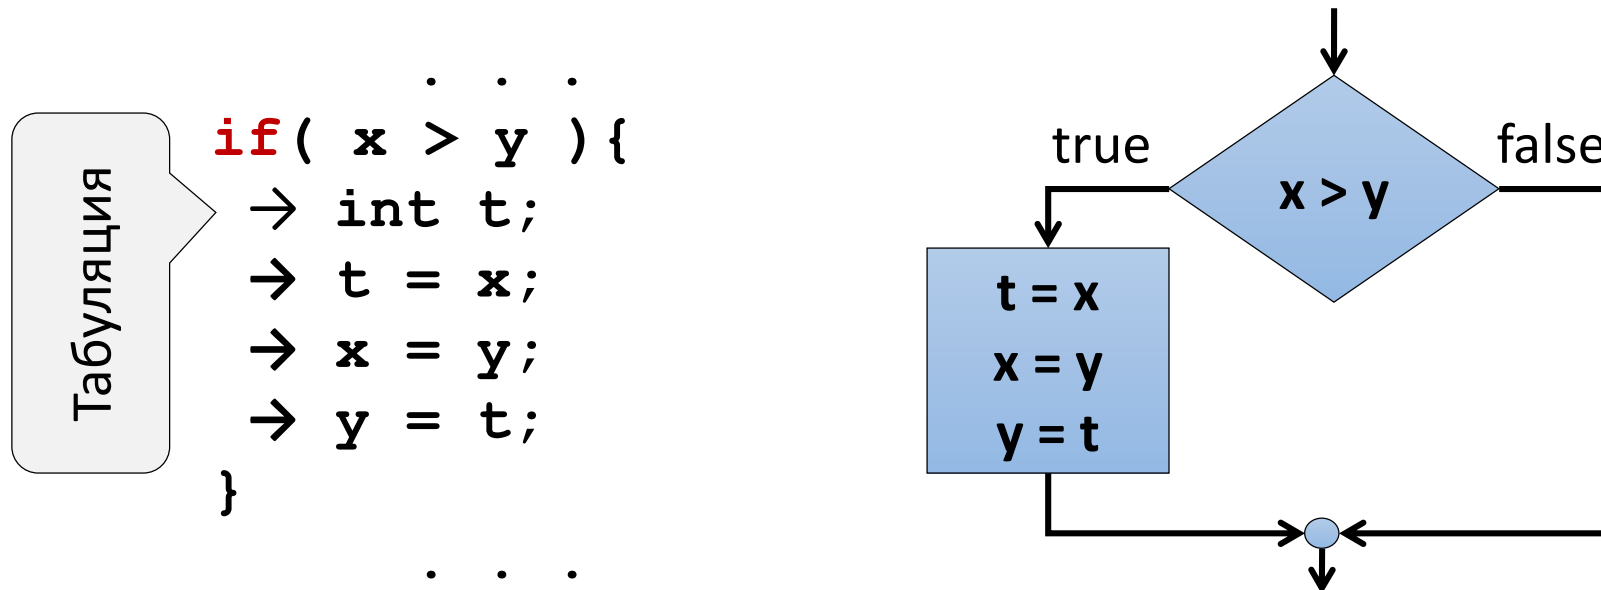 Табуляция
. . .
if( x > y ){
→ int t;
→ t = x;
→ x = y;
→ y = t;
}
. . .
true
false
x > y
t = x
x = y
y = t